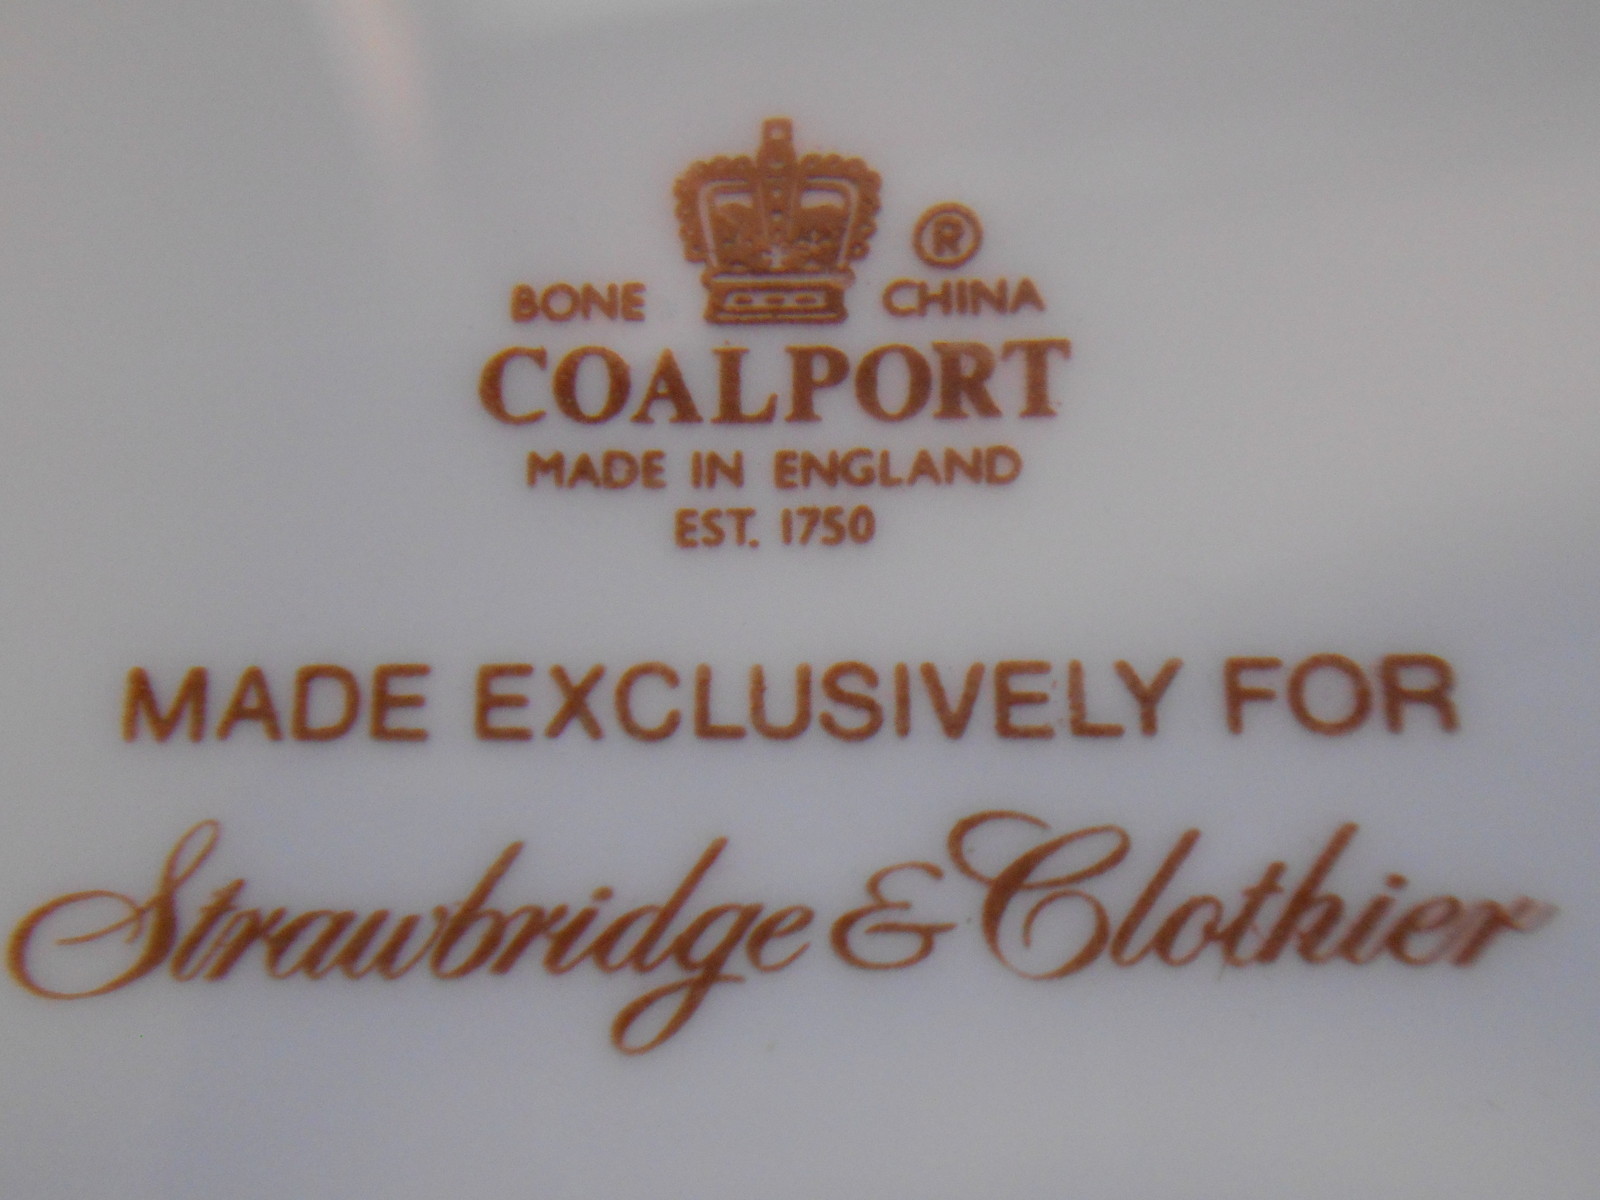 BONE CHINA ®
COALPORT
MADE IN ENGLAND
EST. 1750
MADE EXCLUSIVELY FOR
Strawbridge & Clothier